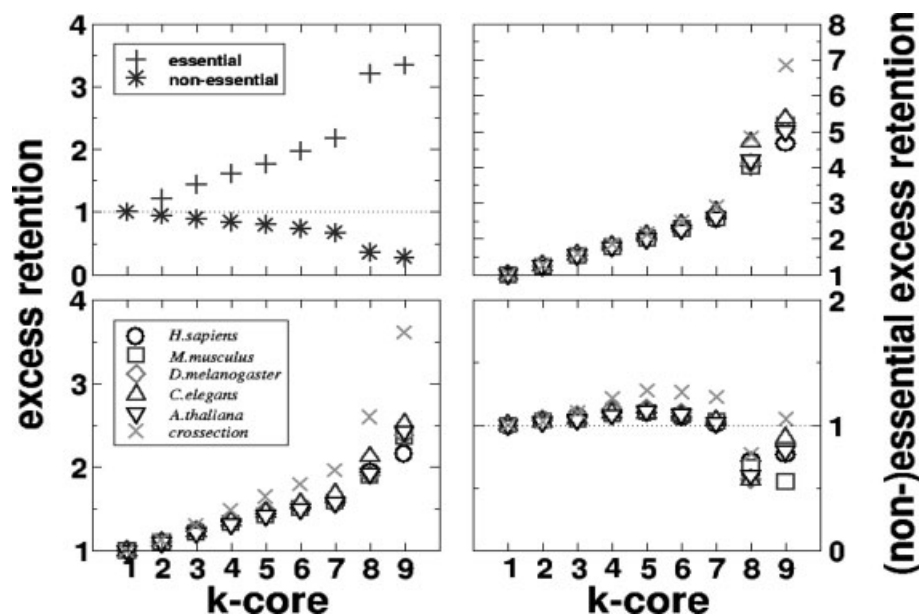 excess retention
(non-)essential excess retention
4
3
2
1
0
essential
non-essential
8
7
6
5
4
3
2
1
4
3
2
1
H.sapiens
M.musculus
D.melanogaster
C.elegans
A.thaliana
crossection
2
1
0
1 2 3 4 5 6 7 8 9
1 2 3 4 5 6 7 8 9
k-core
k-core